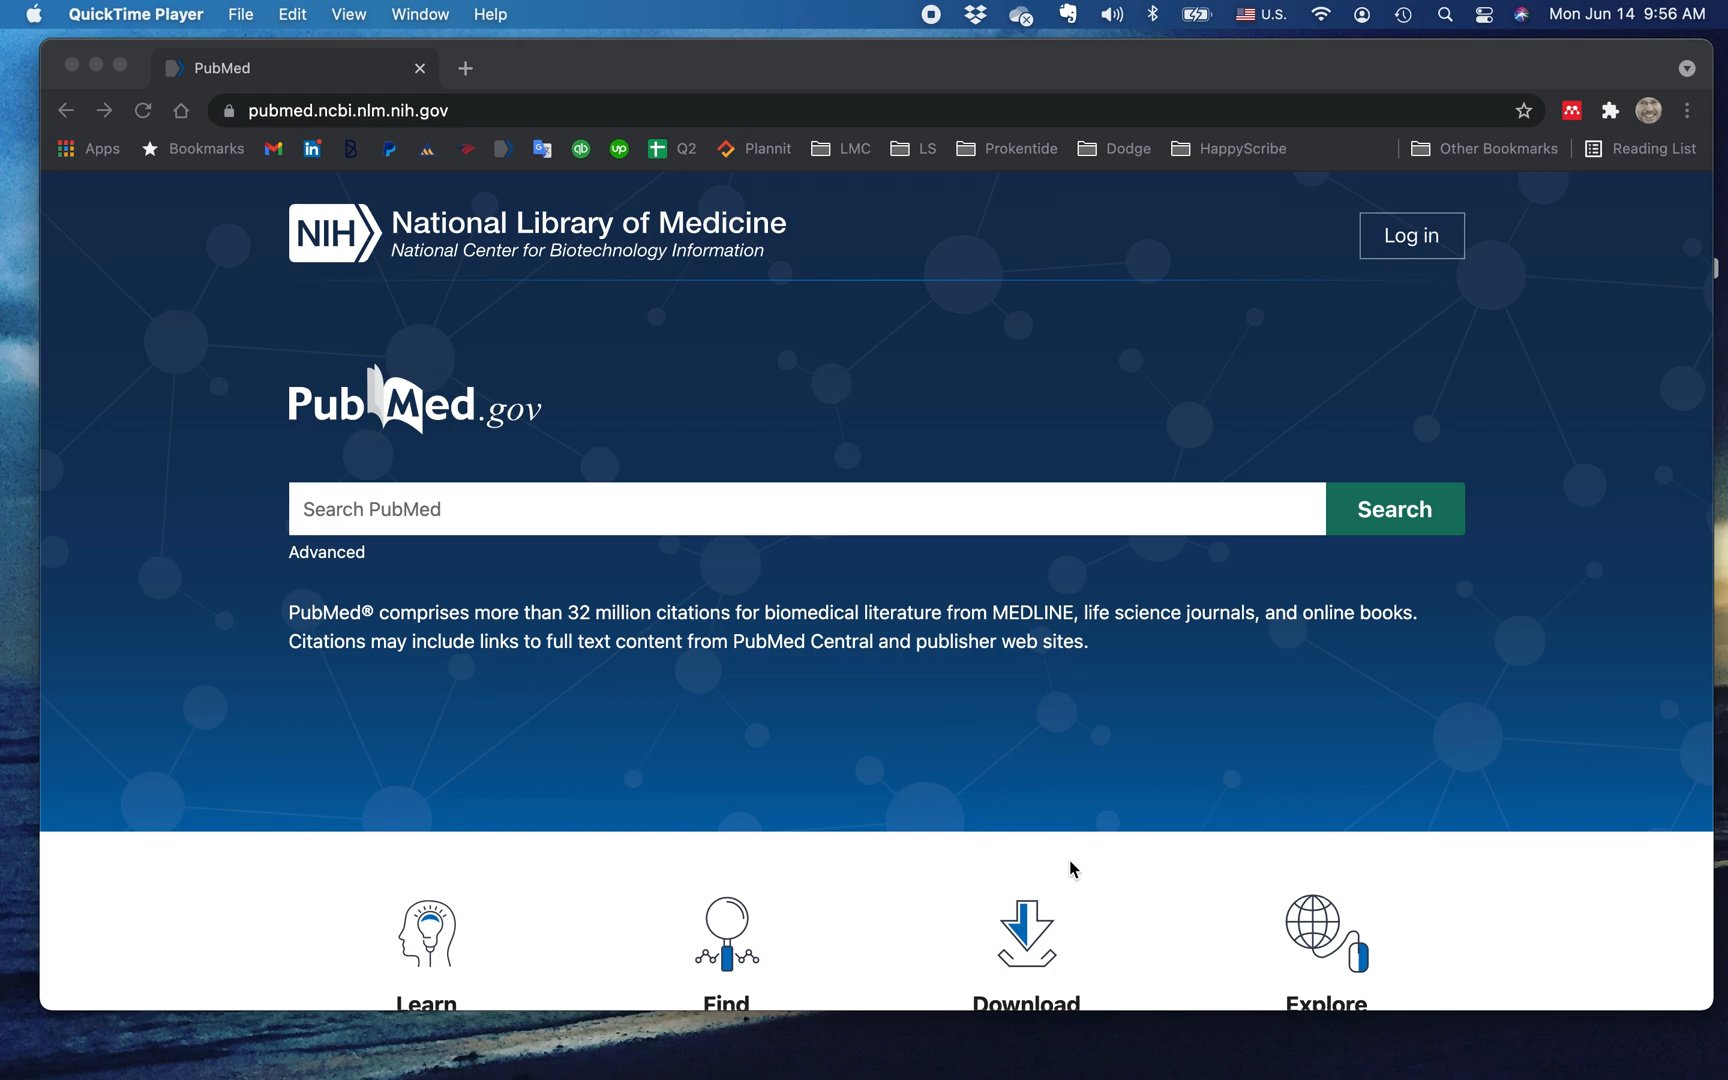 QuickTime Player File Edit View Window Help U.S. Mon Jun 14 9:56 AM
PubMed
pubmed.ncbi.nlm.nih.gov
Apps Bookmarks Q2 Plannit LMC LS Prokentide Dodge HappyScribe Other Bookmarks Reading List
NIH National Library of Medicine
National Center for Biotechnology Information
Log in
PubMed.gov
Search PubMed Search
Advanced
PubMed® comprises more than 32 million citations for biomedical literature from MEDLINE, life science journals, and online books.
Citations may include links to full text content from PubMed Central and publisher web sites.
Learn Find Download Explore